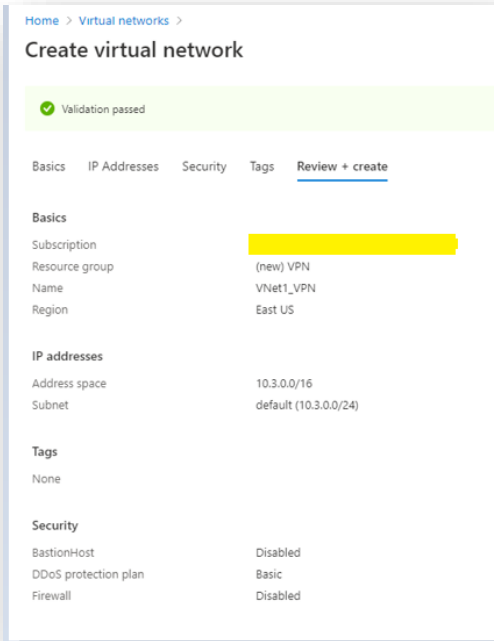 Home > Virtual networks >
Create virtual network
Validation passed
Basics IP Addresses Security Tags Review + create
Basics
Subscription
Resource group (new) VPN
Name VNet1_VPN
Region East US
IP addresses
Address space 10.3.0.0/16
Subnet default (10.3.0.0/24)
Tags
None
Security
BastionHost Disabled
DDoS protection plan Basic
Firewall Disabled